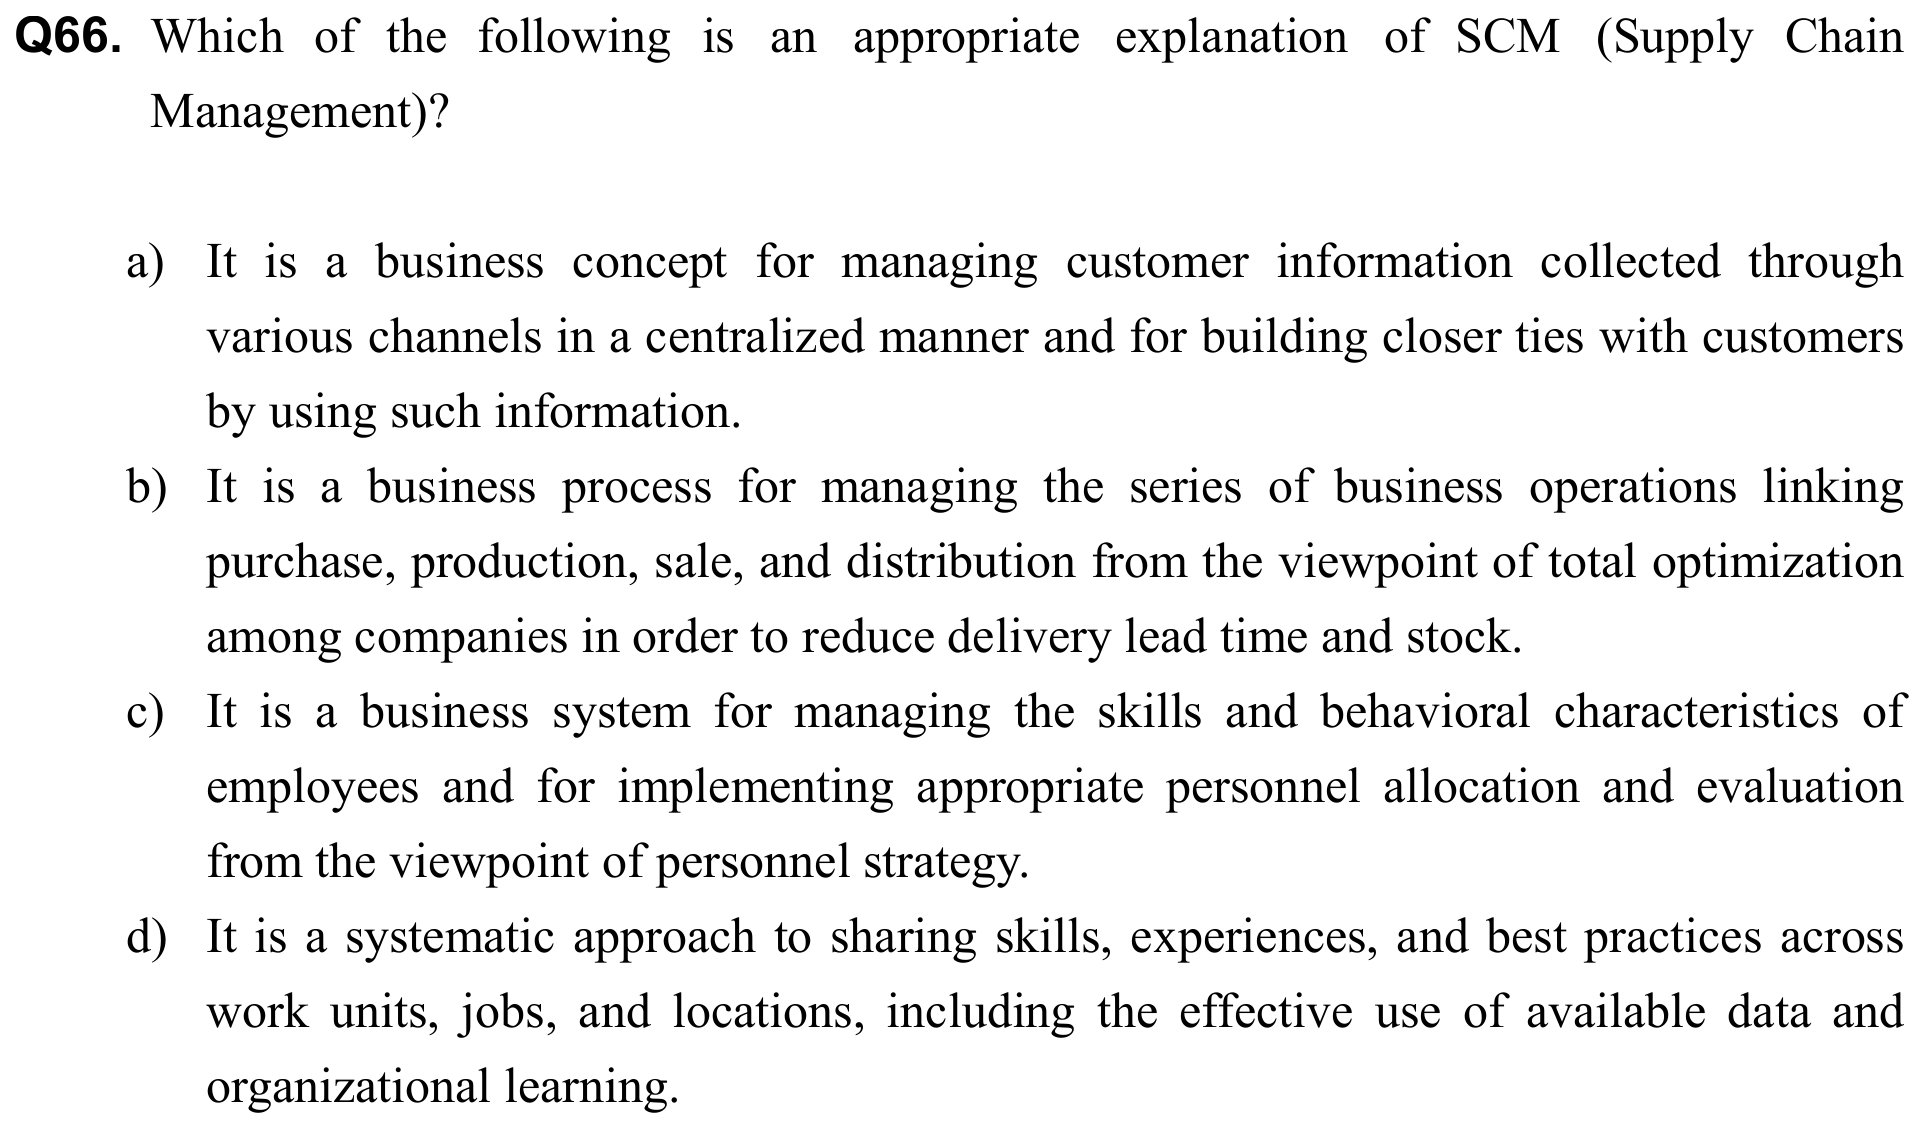 Q66. Which of the following is an appropriate explanation of SCM (Supply Chain
Management)?
a) It is a business concept for managing customer information collected through
various channels in a centralized manner and for building closer ties with customers
by using such information.
b) It is a business process for managing the series of business operations linking
purchase, production, sale, and distribution from the viewpoint of total optimization
among companies in order to reduce delivery lead time and stock.
c) It is a business system for managing the skills and behavioral characteristics of
employees and for implementing appropriate personnel allocation and evaluation
from the viewpoint of personnel strategy.
d) It is a systematic approach to sharing skills, experiences, and best practices across
work units, jobs, and locations, including the effective use of available data and
organizational learning.